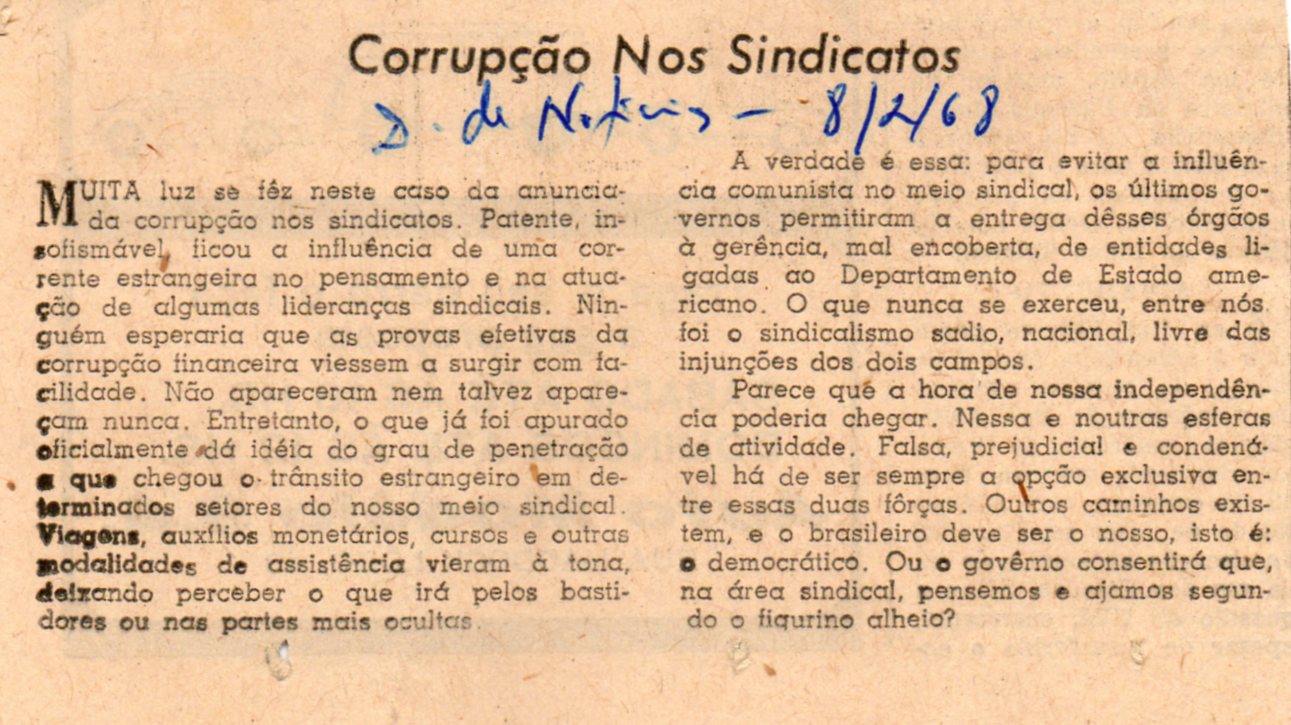 Corrupção Nos Sindicatos
D. de Notícias - 8/2/68
MUITA luz se fêz neste caso da anuncia-
da corrupção nos sindicatos. Patente, in-
sofismável, ficou a influência de uma cor-
rente estrangeira no pensamento e na atua-
ção de algumas lideranças sindicais. Nin-
guém esperaria que as provas efetivas da
corrupção financeira viessem a surgir com fa-
cilidade. Não apareceram nem talvez apare-
çam nunca. Entretanto, o que já foi apurado
oficialmente dá idéia do grau de penetração
a que chegou o trânsito estrangeiro em de-
terminados setores do nosso meio sindical.
Viagens, auxílios monetários, cursos e outras
modalidades de assistência vieram à tona,
deixando perceber o que irá pelos basti-
dores ou nas partes mais ocultas.
A verdade é essa: para evitar a influên-
cia comunista no meio sindical, os últimos go-
vernos permitiram a entrega dêsses órgãos
à gerência, mal encoberta, de entidades li-
gadas ao Departamento de Estado ame-
ricano. O que nunca se exerceu, entre nós
foi o sindicalismo sadio, nacional, livre das
injunções dos dois campos.
Parece que a hora de nossa independên-
cia poderia chegar. Nessa e noutras esferas
de atividade. Falsa, prejudicial e condená-
vel há de ser sempre a opção exclusiva en-
tre essas duas fôrças. Outros caminhos exis-
tem, e o brasileiro deve ser o nosso, isto é:
o democrático. Ou o govêrno consentirá que,
na área sindical, pensemos e ajamos segun-
do o figurino alheio?